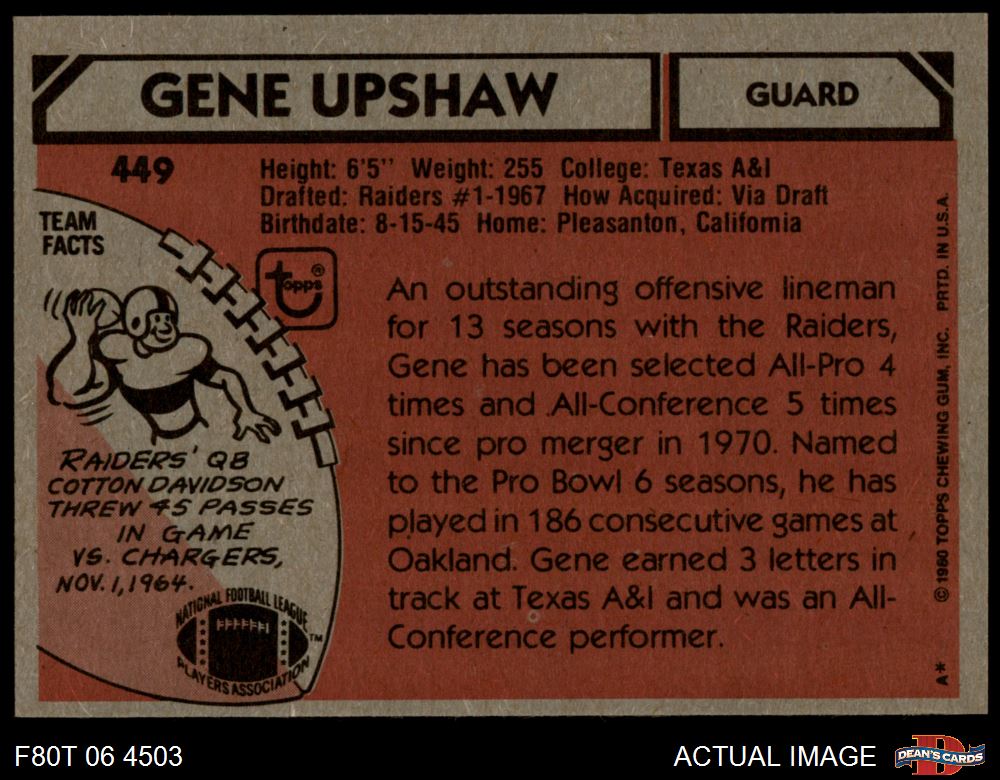 GENE UPSHAW
GUARD
449
Height: 6'5'' Weight: 255 College: Texas A&I
Drafted: Raiders #1-1967 How Acquired: Via Draft
Birthdate: 8-15-45 Home: Pleasanton, California
TEAM
FACTS
topps®
An outstanding offensive lineman
for 13 seasons with the Raiders,
Gene has been selected All-Pro 4
times and All-Conference 5 times
since pro merger in 1970. Named
to the Pro Bowl 6 seasons, he has
played in 186 consecutive games at
Oakland. Gene earned 3 letters in
track at Texas A&I and was an All-
Conference performer.
RAIDERS' QB
COTTON DAVIDSON
THREW 45 PASSES
IN GAME
VS. CHARGERS,
NOV. 1, 1964.
NATIONAL FOOTBALL LEAGUE
PLAYERS ASSOCIATION
TM
A* © 1980 TOPPS CHEWING GUM, INC. PRTD. IN U.S.A.
F80T 06 4503
ACTUAL IMAGE
D
DEAN'S CARDS